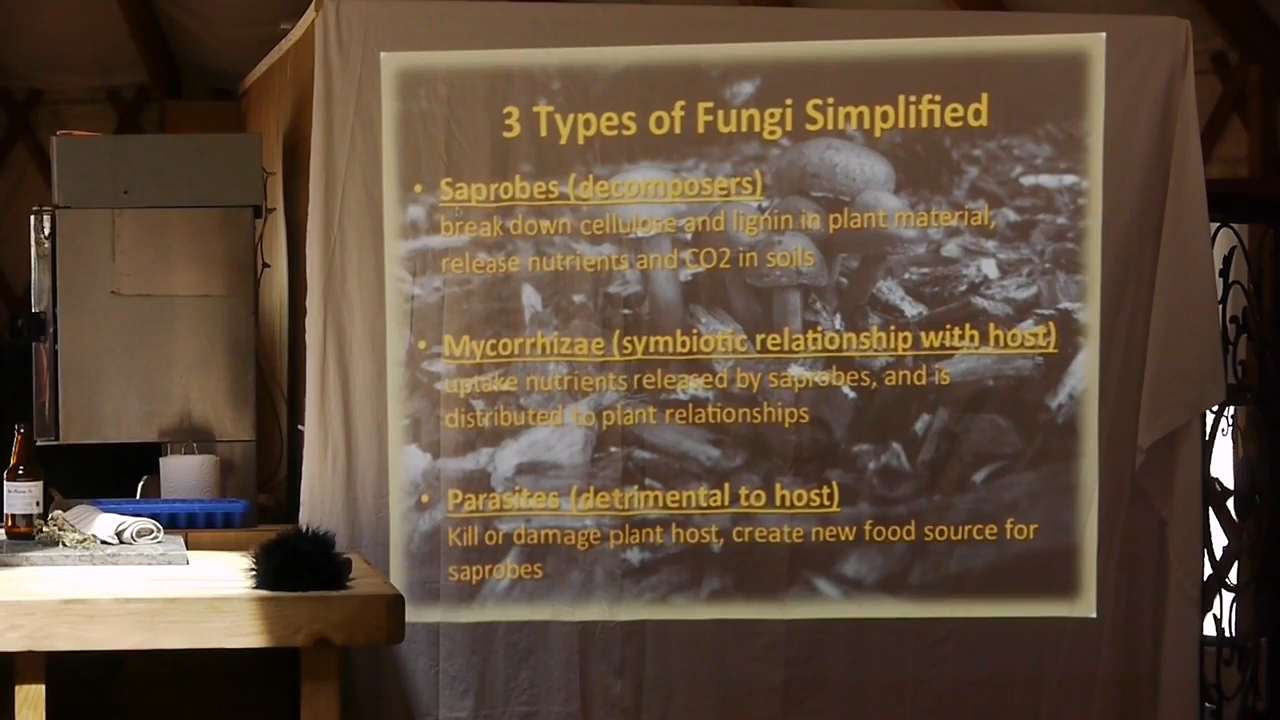 3 Types of Fungi Simplified
• Saprobes (decomposers)
break down cellulose and lignin in plant material,
release nutrients and CO2 in soils
• Mycorrhizae (symbiotic relationship with host)
uptake nutrients released by saprobes, and is
distributed to plant relationships
• Parasites (detrimental to host)
Kill or damage plant host, create new food source for
saprobes